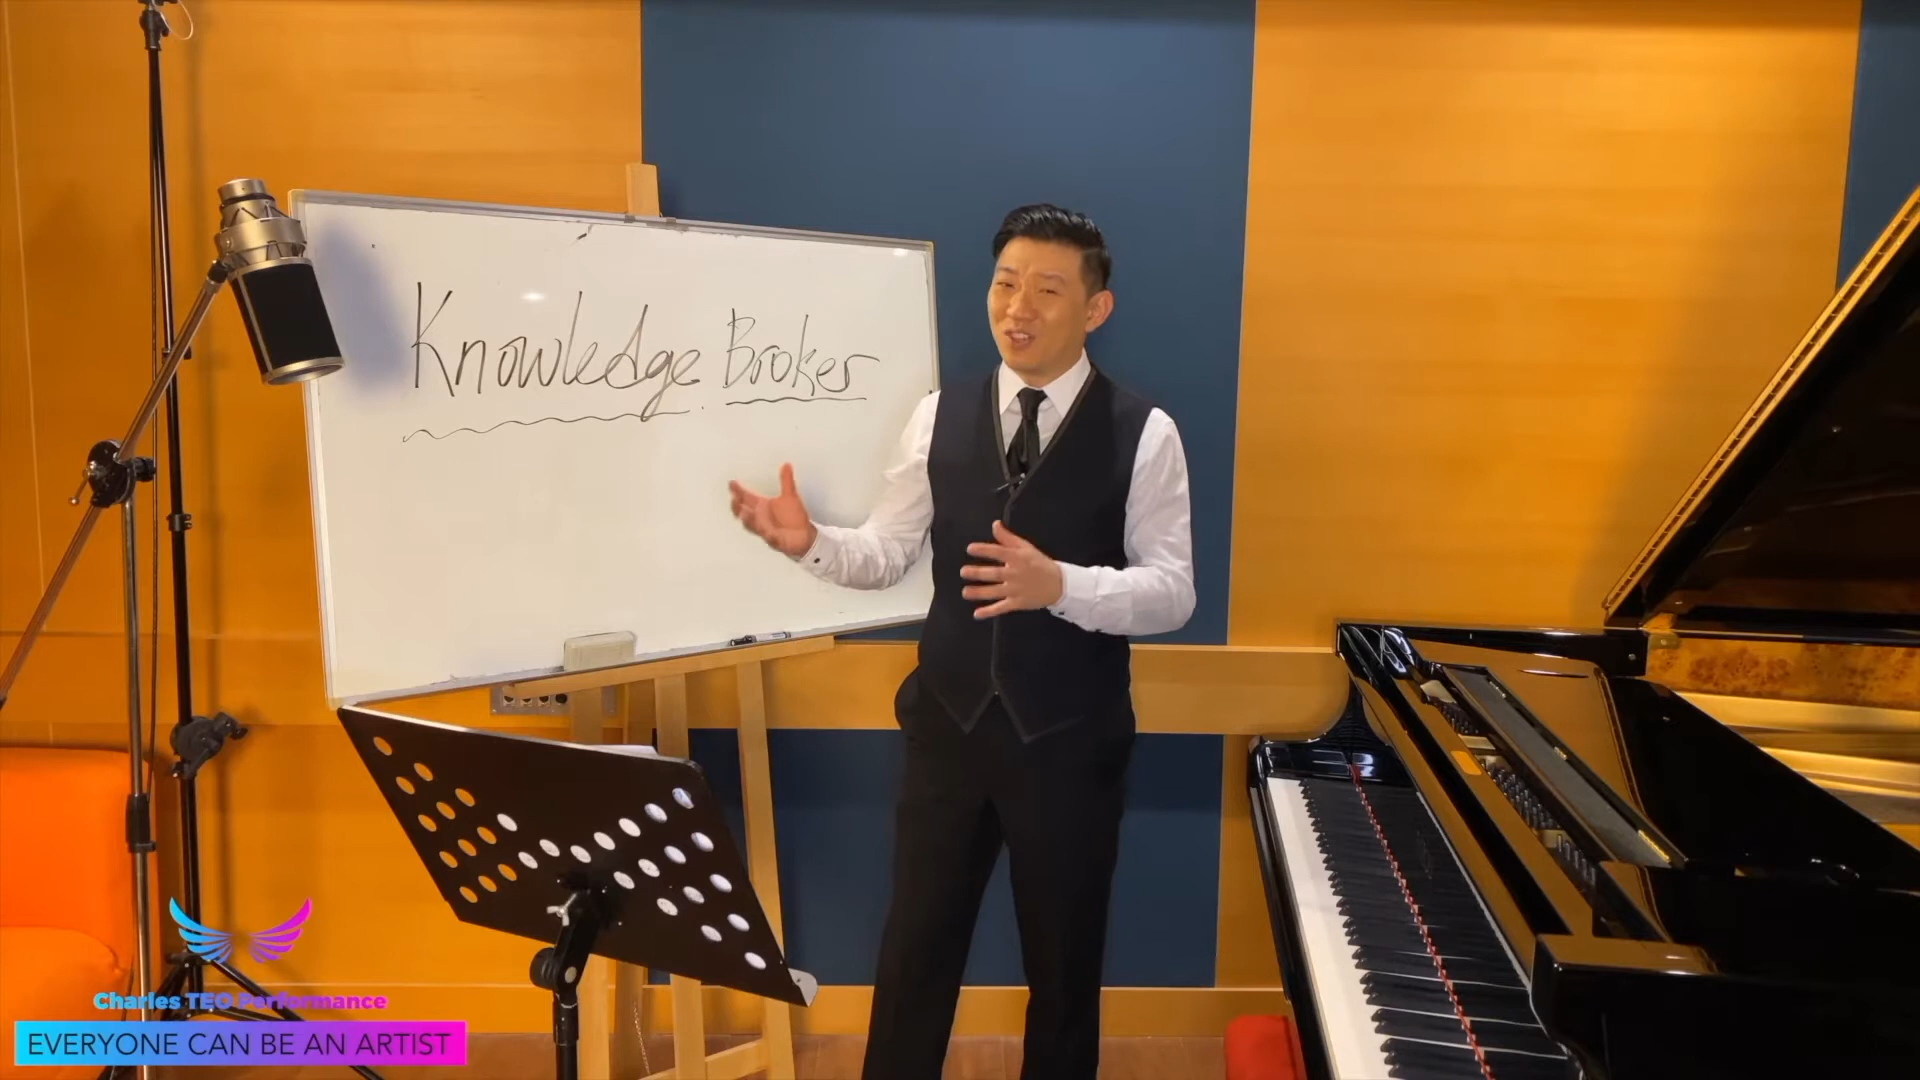 Knowledge Broker
Charles TEO Performance
EVERYONE CAN BE AN ARTIST